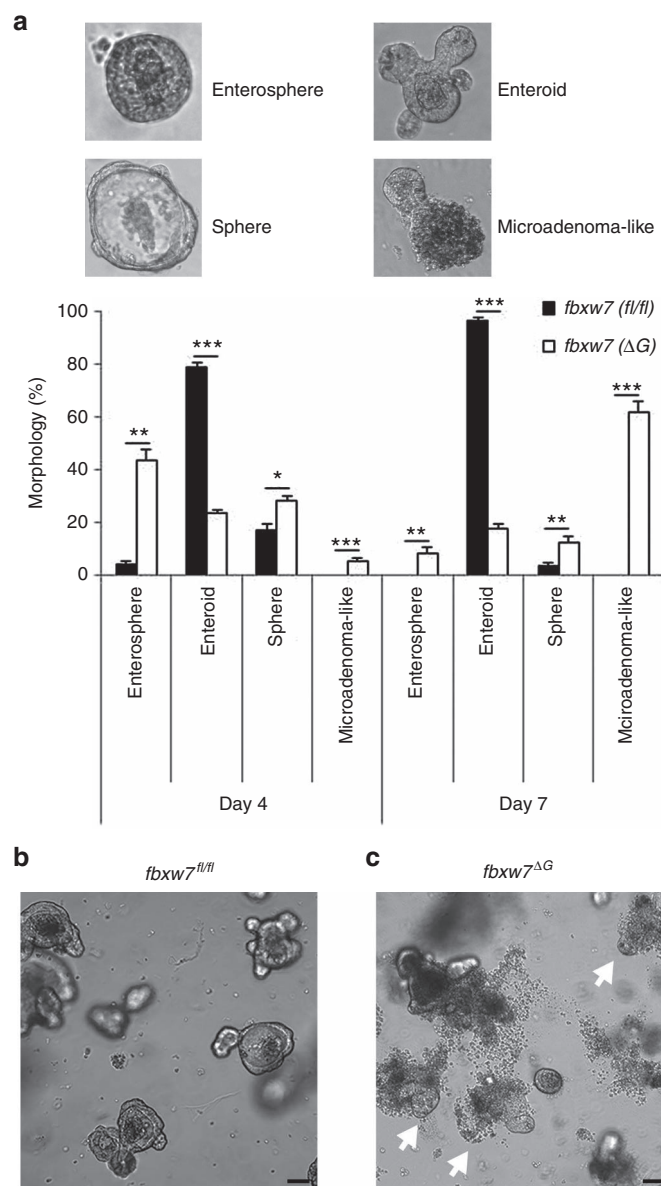 a
Enterosphere
Enteroid
Sphere
Microadenoma-like
fbxw7 (fl/fl)
fbxw7 (ΔG)
Morphology (%)
100
80
60
40
20
0
**
***
*
***
**
***
**
***
Enterosphere
Enteroid
Sphere
Microadenoma-like
Enterosphere
Enteroid
Sphere
Mciroadenoma-like
Day 4
Day 7
b
fbxw7fl/fl
c
fbxw7ΔG